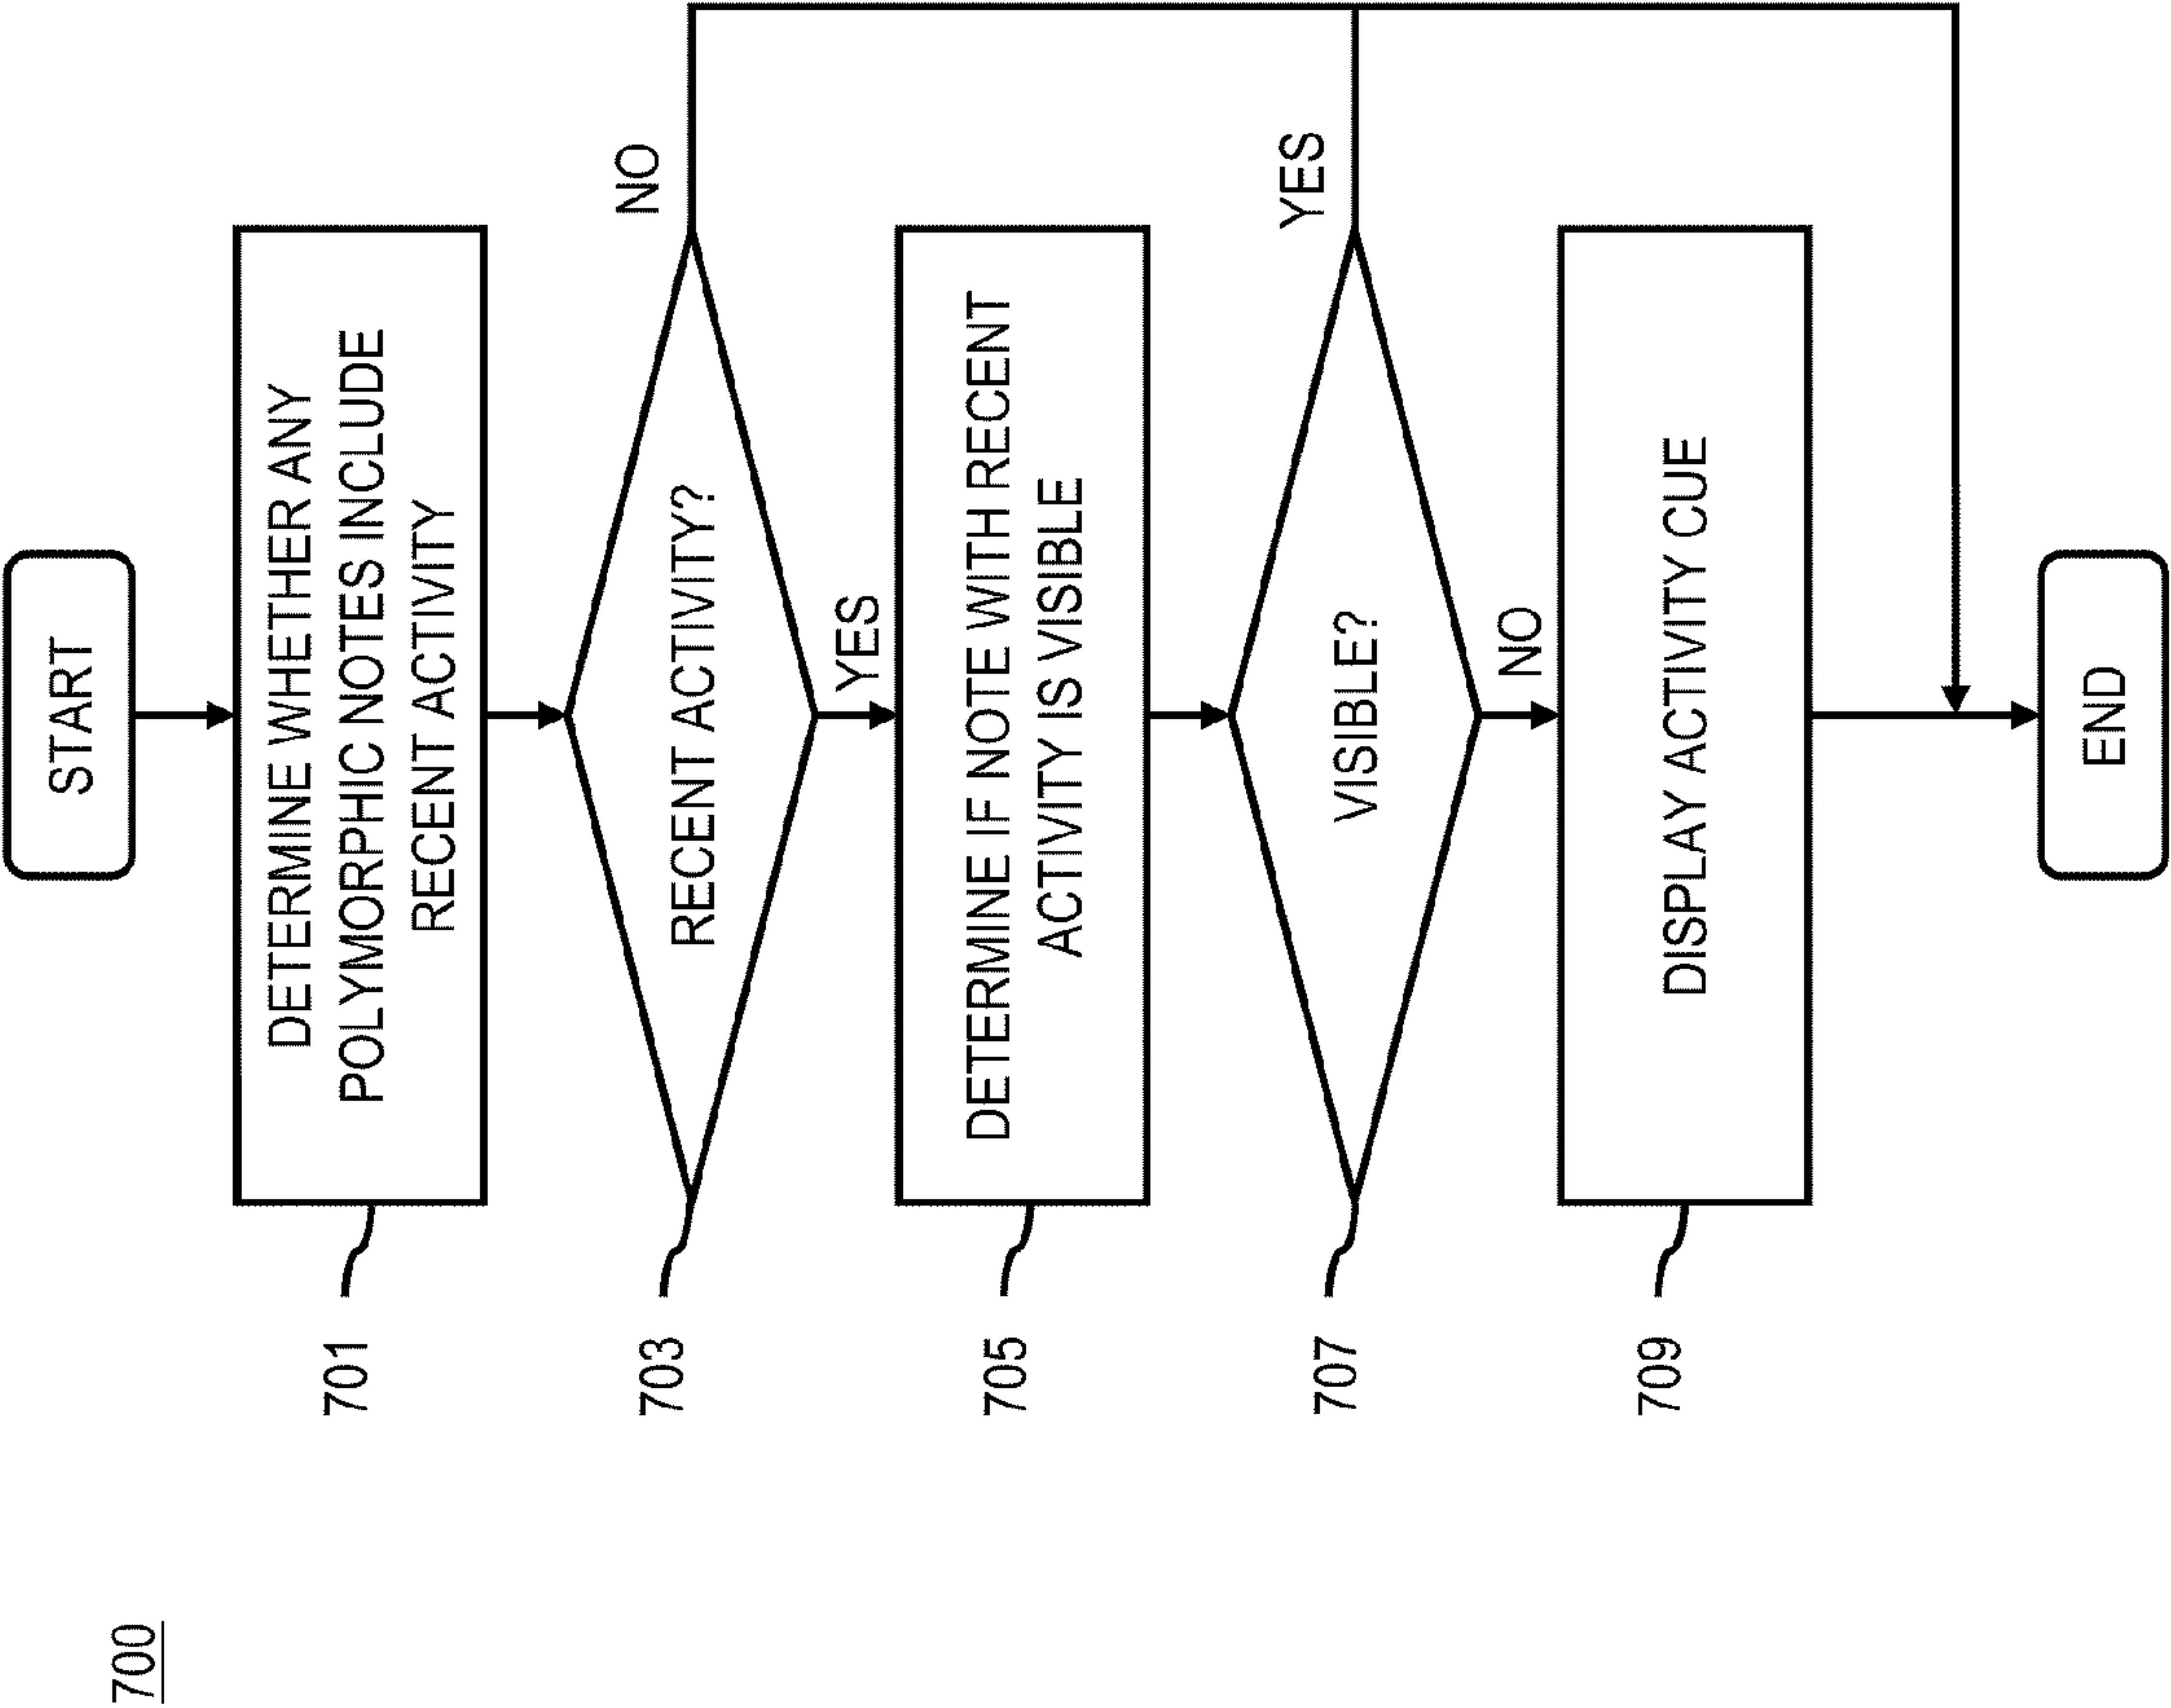 700
START
701
DETERMINE WHETHER ANY
POLYMORPHIC NOTES INCLUDE
RECENT ACTIVITY
703
RECENT ACTIVITY?
NO
YES
705
DETERMINE IF NOTE WITH RECENT
ACTIVITY IS VISIBLE
707
VISIBLE?
YES
NO
709
DISPLAY ACTIVITY CUE
END